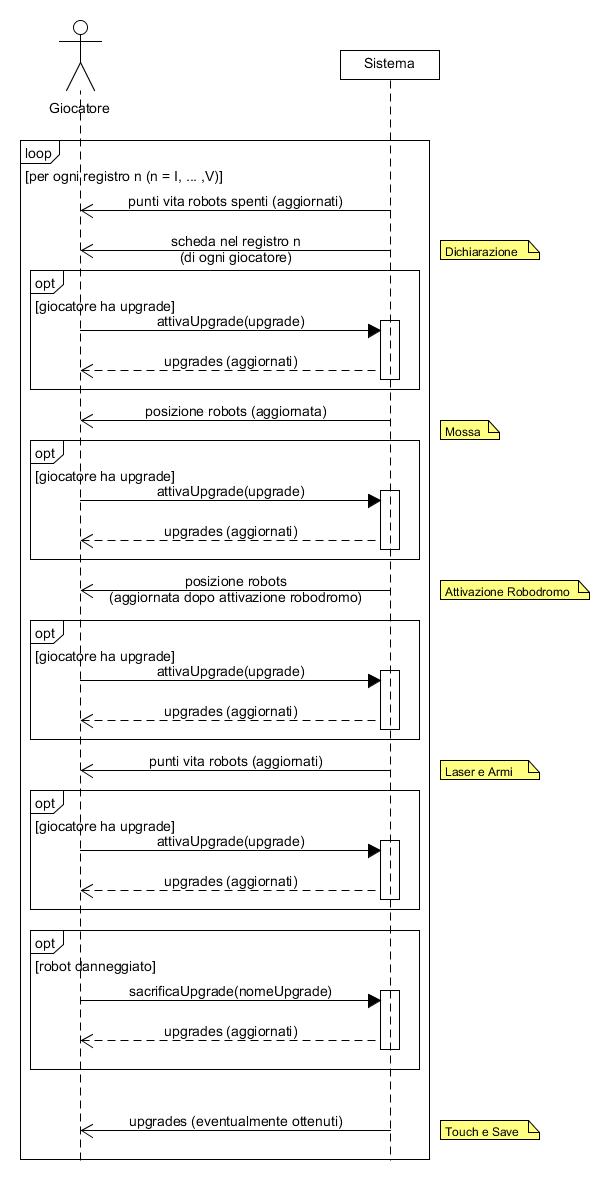 Giocatore
Sistema
loop
[per ogni registro n (n = I, ... ,V)]
punti vita robots spenti (aggiornati)
scheda nel registro n
(di ogni giocatore)
Dichiarazione
opt
[giocatore ha upgrade]
attivaUpgrade(upgrade)
upgrades (aggiornati)
posizione robots (aggiornata)
Mossa
opt
[giocatore ha upgrade]
attivaUpgrade(upgrade)
upgrades (aggiornati)
posizione robots
(aggiornata dopo attivazione robodromo)
Attivazione Robodromo
opt
[giocatore ha upgrade]
attivaUpgrade(upgrade)
upgrades (aggiornati)
punti vita robots (aggiornati)
Laser e Armi
opt
[giocatore ha upgrade]
attivaUpgrade(upgrade)
upgrades (aggiornati)
opt
[robot danneggiato]
sacrificaUpgrade(nomeUpgrade)
upgrades (aggiornati)
upgrades (eventualmente ottenuti)
Touch e Save